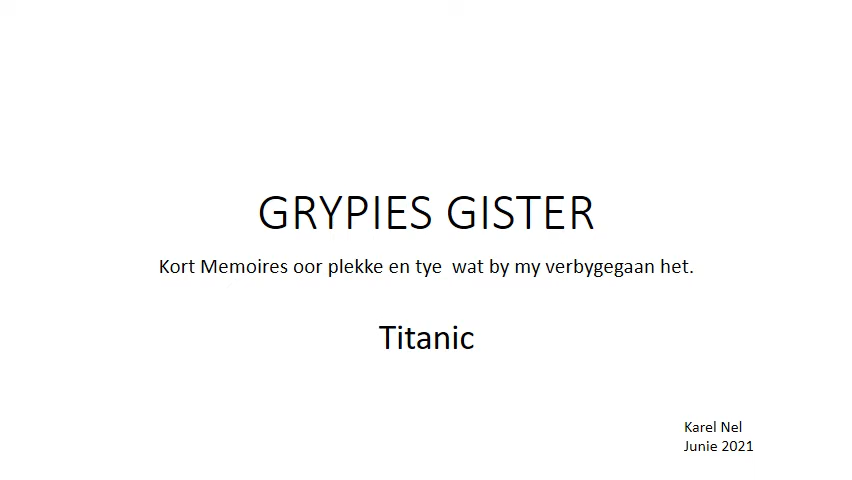 GRYPIES GISTER
Kort Memoires oor plekke en tye  wat by my verbygegaan het.
Titanic
Karel Nel
Junie 2021